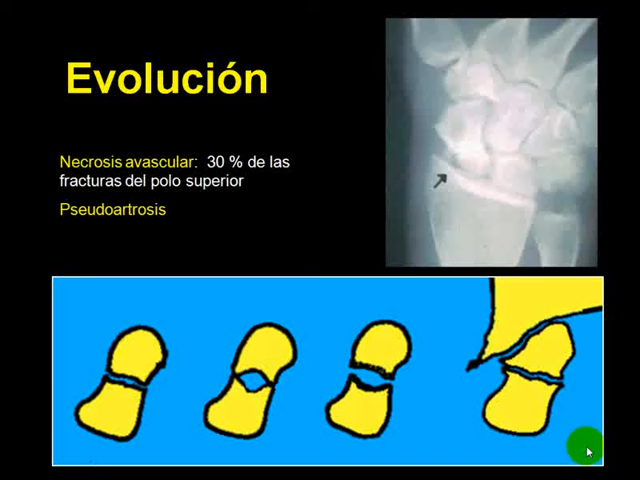 Evolución
Necrosis avascular: 30 % de las
fracturas del polo superior
Pseudoartrosis